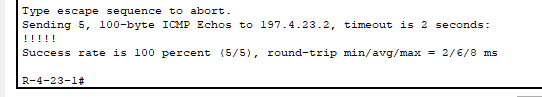 Type escape sequence to abort.
Sending 5, 100-byte ICMP Echos to 197.4.23.2, timeout is 2 seconds:
!!!!!
Success rate is 100 percent (5/5), round-trip min/avg/max = 2/6/8 ms
R-4-23-1#